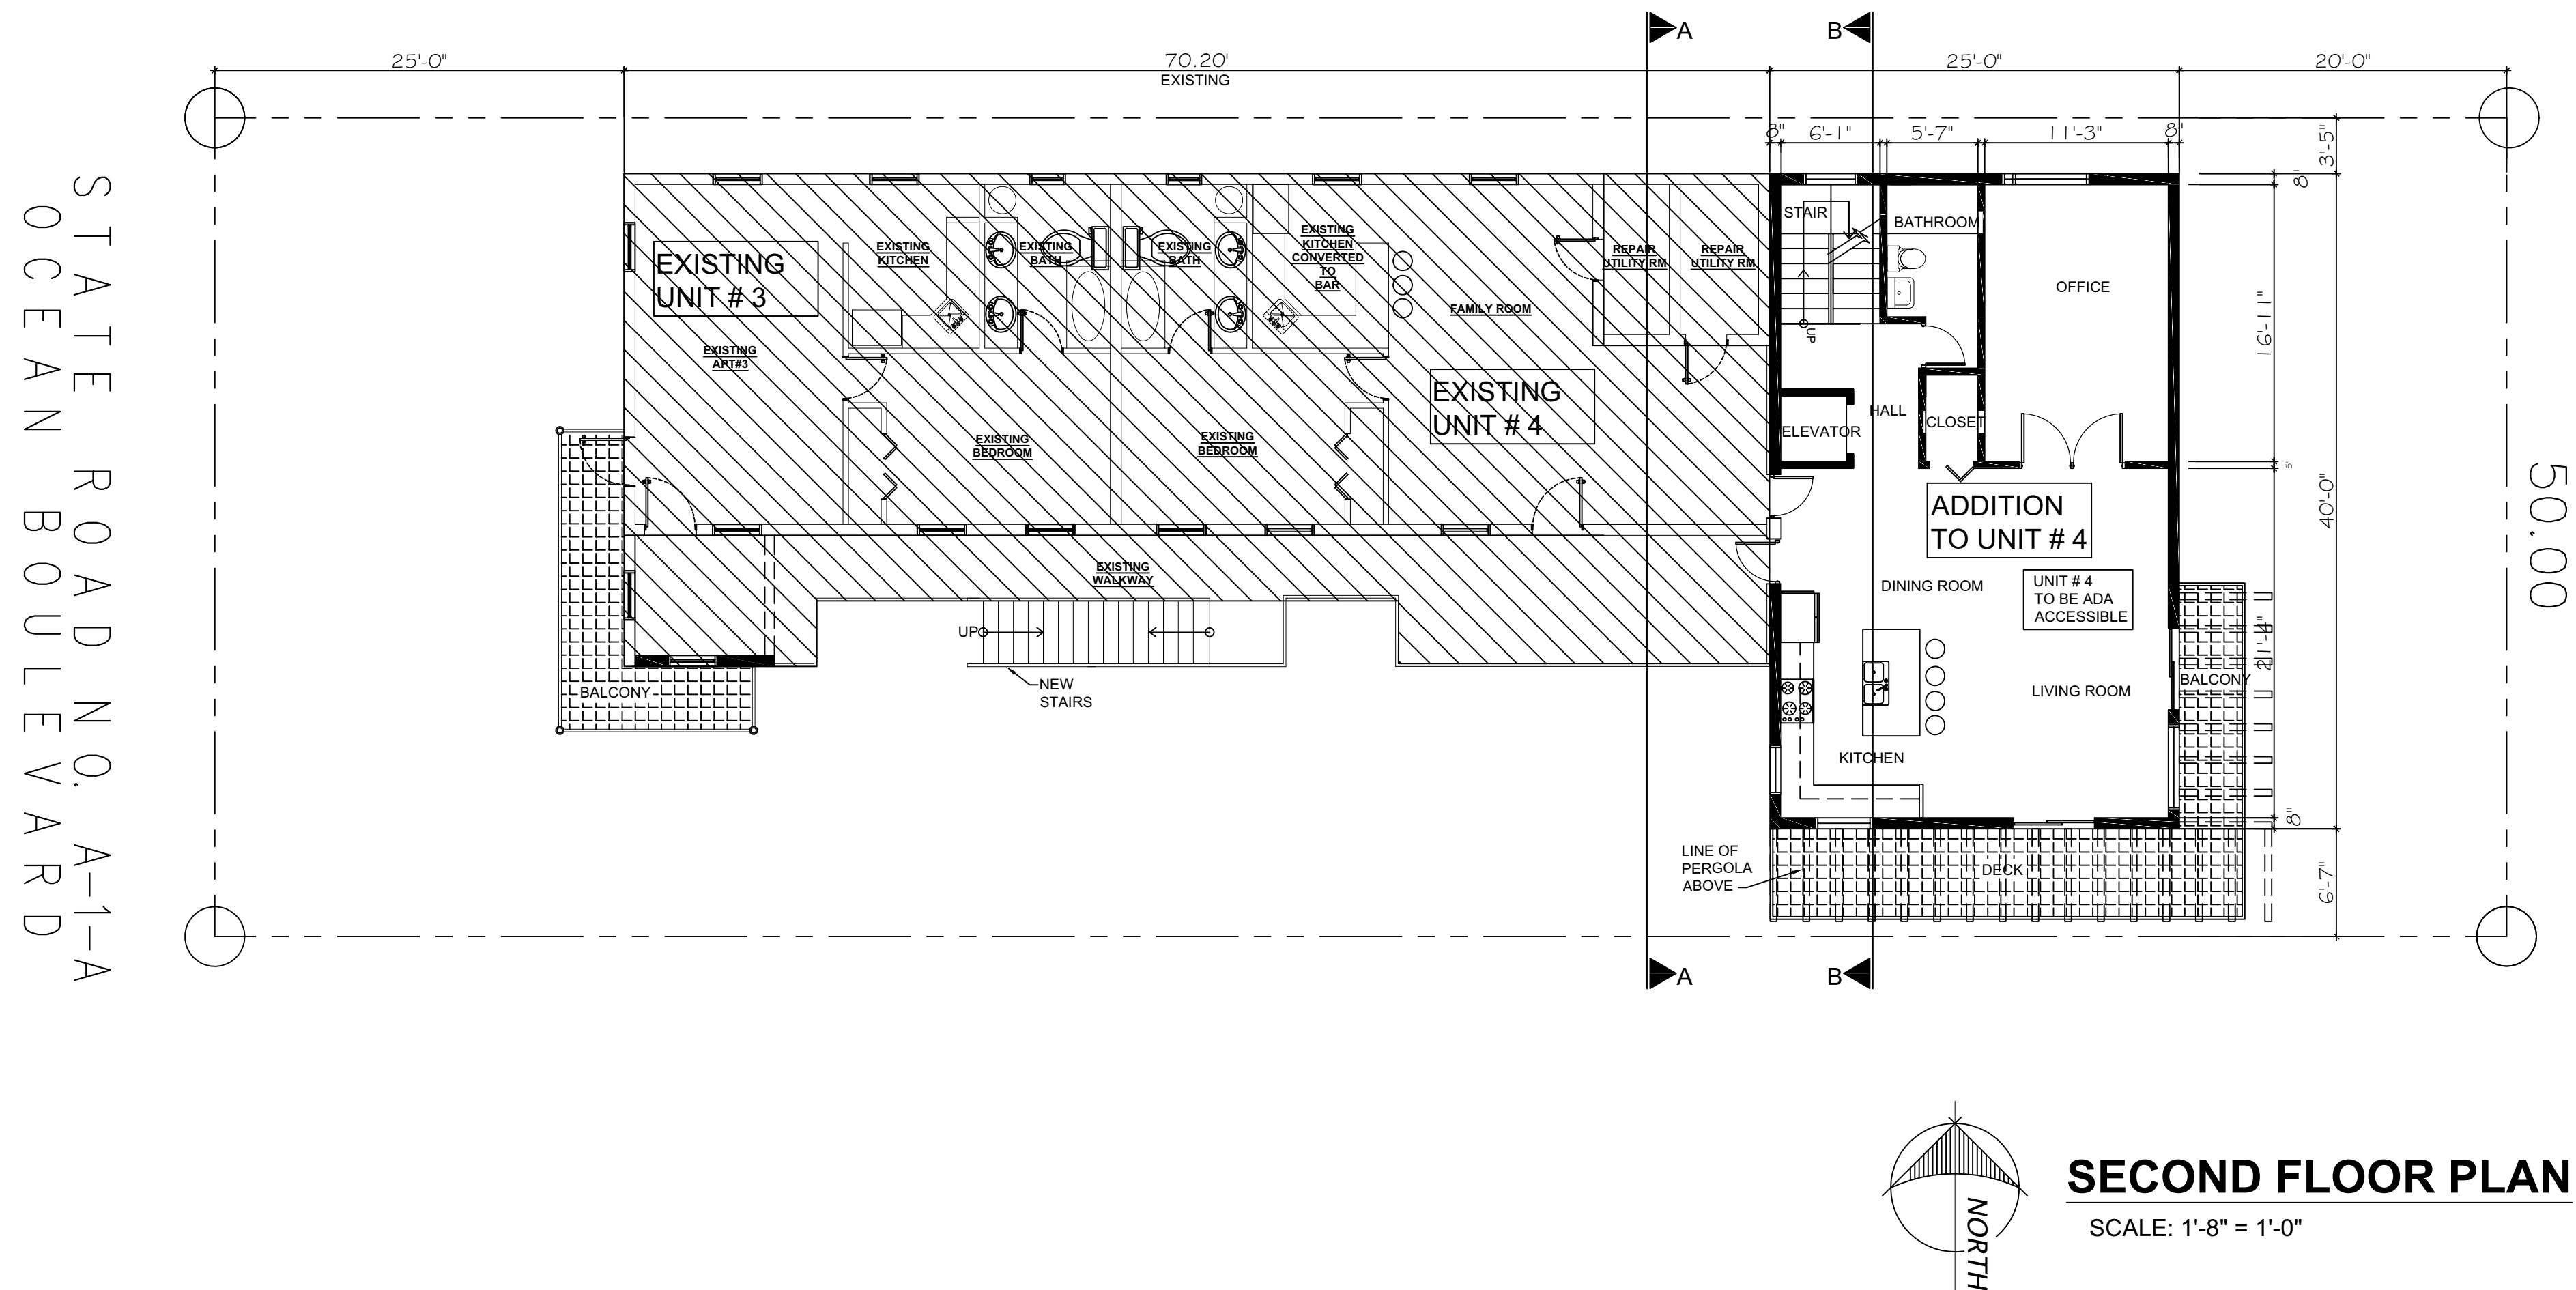 A
B
25'-0"
70.20'
EXISTING
25'-0"
20'-0"
8"
6'-1"
5'-7"
11'-3"
8'
3'-5"
8'
STATE ROAD NO. A-1-A
OCEAN BOULEVARD
EXISTING
UNIT # 3
EXISTING
KITCHEN
EXISTING
BATH
EXISTING
BATH
EXISTING
KITCHEN
CONVERTED
TO
BAR
FAMILY ROOM
REPAIR
UTILITY RM
REPAIR
UTILITY RM
STAIR
BATHROOM
OFFICE
UP
EXISTING
APT#3
EXISTING
BEDROOM
EXISTING
BEDROOM
EXISTING
UNIT # 4
ELEVATOR
HALL
CLOSET
16'-11"
5"
40'-0"
50.00
ADDITION
TO UNIT # 4
EXISTING
WALKWAY
DINING ROOM
UNIT # 4
TO BE ADA
ACCESSIBLE
UP
21'-4"
BALCONY
NEW
STAIRS
LIVING ROOM
BALCONY
KITCHEN
8"
LINE OF
PERGOLA
ABOVE
DECK
6'-7"
A
B
NORTH
SECOND FLOOR PLAN
SCALE: 1'-8" = 1'-0"